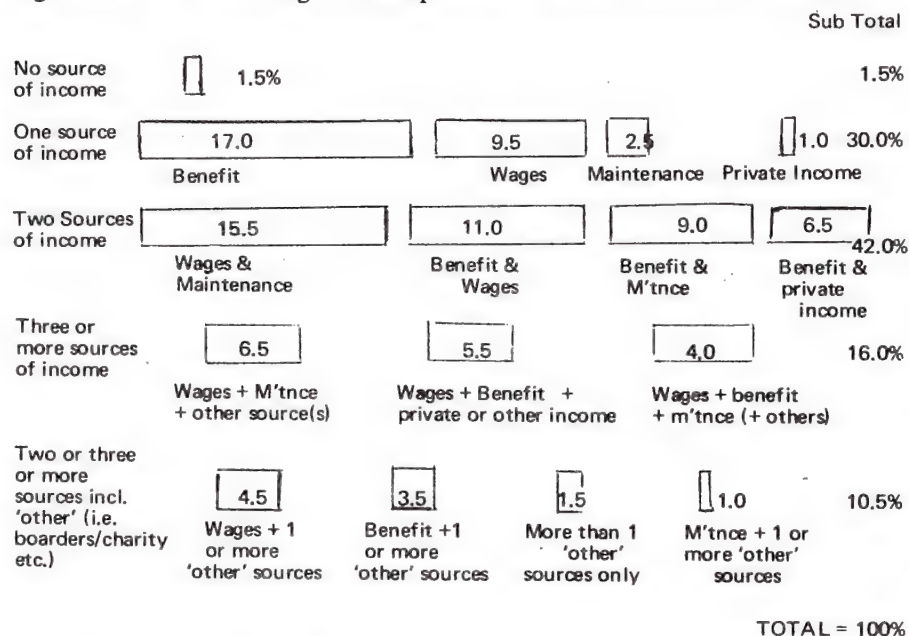 Sub Total
No source of income 1.5% 1.5%
One source of income 17.0 9.5 2.5 1.0 30.0%
Benefit Wages Maintenance Private Income
Two Sources of income 15.5 11.0 9.0 6.5 42.0%
Wages & Maintenance Benefit & Wages Benefit & M'tnce Benefit & private income
Three or more sources of income 6.5 5.5 4.0 16.0%
Wages + M'tnce + other source(s) Wages + Benefit + private or other income Wages + benefit + m'tnce (+ others)
Two or three or more sources incl. 'other' (i.e. boarders/charity etc.) 4.5 3.5 1.5 1.0 10.5%
Wages + 1 or more 'other' sources Benefit +1 or more 'other' sources More than 1 'other' sources only M'tnce + 1 or more 'other' sources
TOTAL = 100%